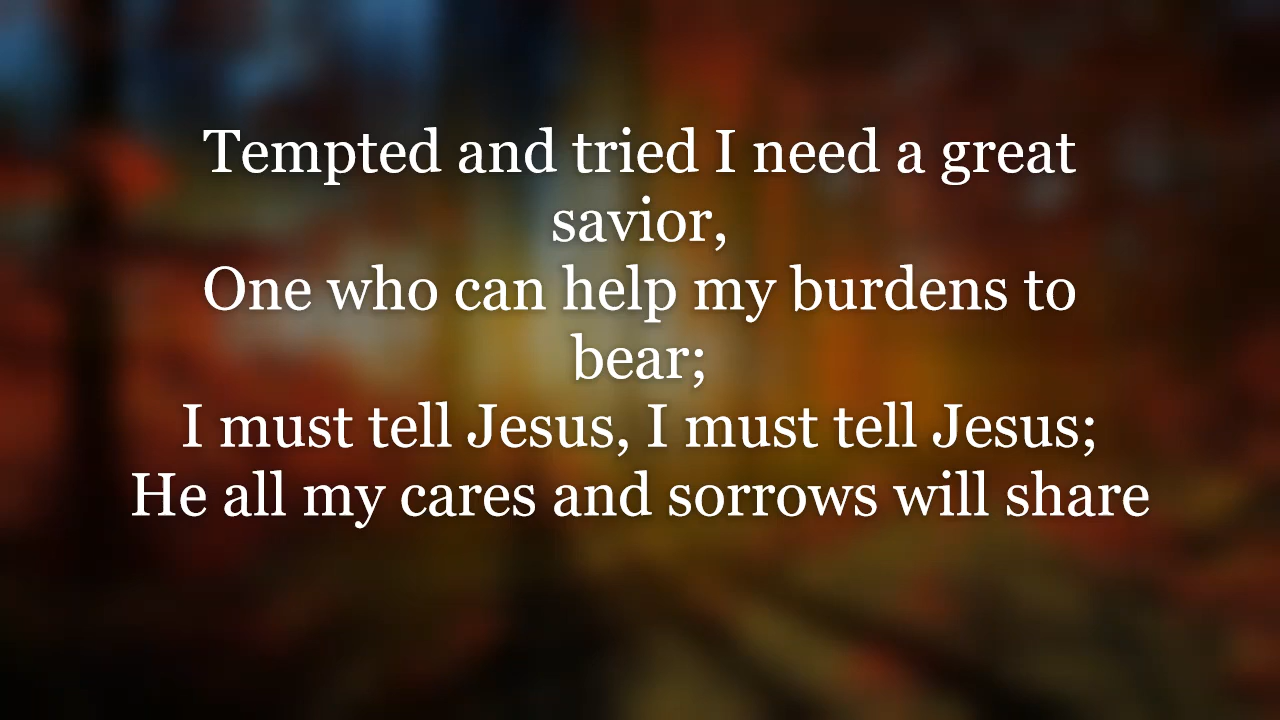 Tempted and tried I need a great
savior,
One who can help my burdens to
bear;
I must tell Jesus, I must tell Jesus;
He all my cares and sorrows will share